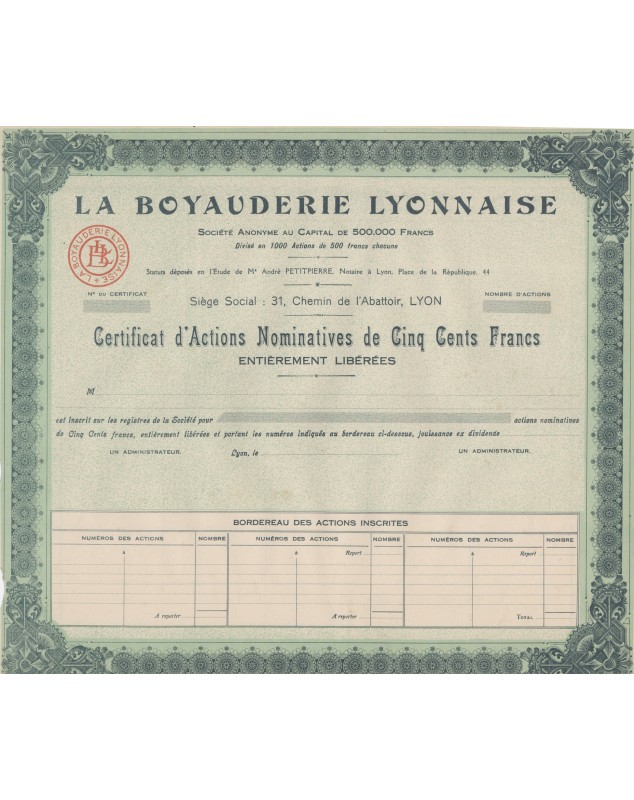 LA BOYAUDERIE LYONNAISE
SOCIÉTÉ ANONYME AU CAPITAL DE 500.000 FRANCS
Divisé en 1000 Actions de 500 francs chacune
LA BOYAUDERIE LYONNAISE
Statuts déposés en l'Étude de Me André PETITPIERRE, Notaire à Lyon, Place de la République, 44
N° DU CERTIFICAT
NOMBRE D'ACTIONS
Siège Social : 31, Chemin de l'Abattoir, LYON
Certificat d'Actions Nominatives de Cinq Cents Francs
ENTIÈREMENT LIBÉRÉES
M
est inscrit sur les registres de la Société pour actions nominatives
de Cinq Cents francs, entièrement libérées et portant les numéros indiqués au bordereau ci-dessous, jouissance ex dividende
UN ADMINISTRATEUR. Lyon, le UN ADMINISTRATEUR.
BORDEREAU DES ACTIONS INSCRITES
NUMÉROS DES ACTIONS NOMBRE NUMÉROS DES ACTIONS NOMBRE NUMÉROS DES ACTIONS NOMBRE
à à Report à Report
A reporter A reporter TOTAL